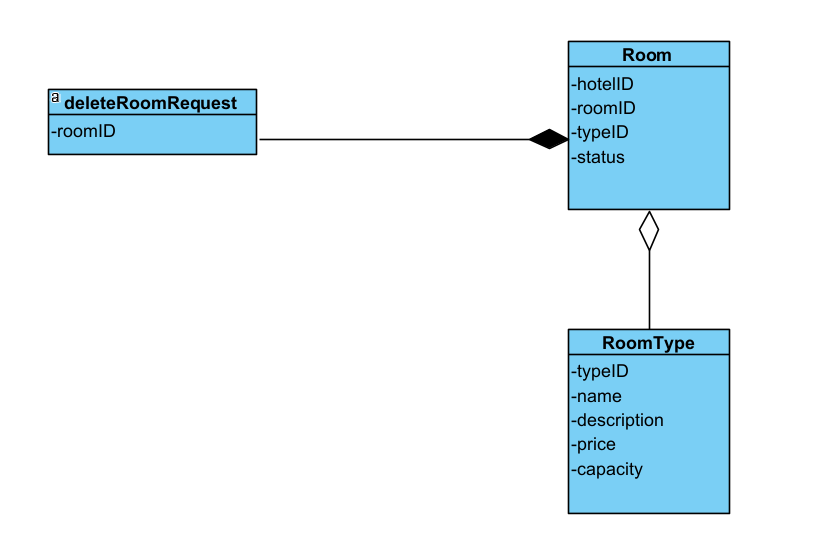 a
deleteRoomRequest
-roomID
Room
-hotelID
-roomID
-typeID
-status
RoomType
-typeID
-name
-description
-price
-capacity